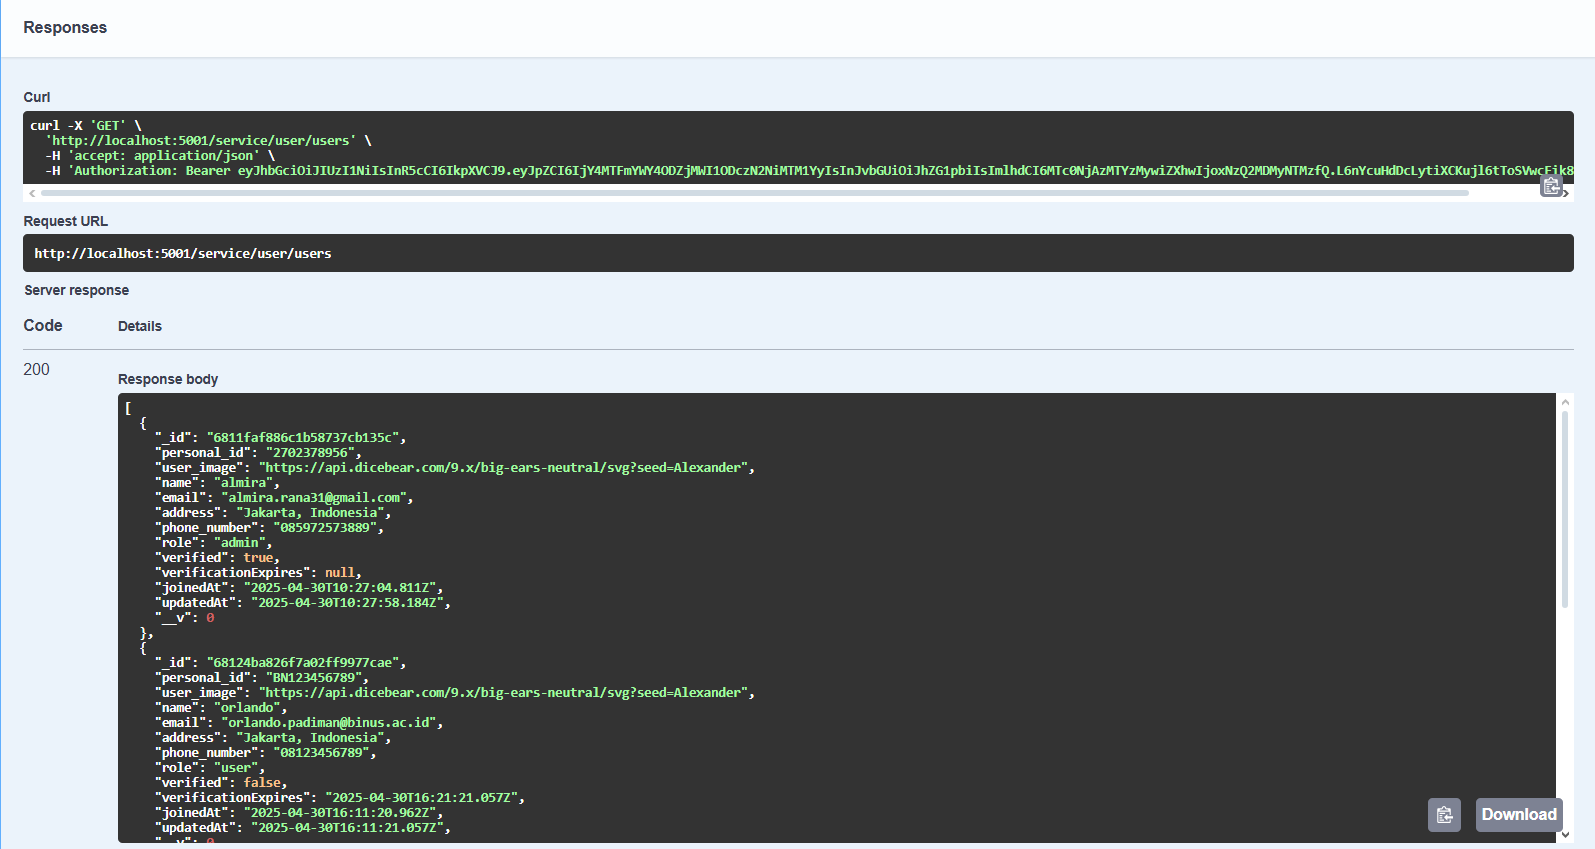 Responses
Curl
curl -X 'GET' \
'http://localhost:5001/service/user/users' \
-H 'accept: application/json' \
-H 'Authorization: Bearer
Request URL
http://localhost:5001/service/user/users
Server response
Code Details
200
Response body
[
{
"_id": "6811faf886c1b58737cb135c",
"personal_id": "2702378956",
"user_image": "https://api.dicebear.com/9.x/big-ears-neutral/svg?seed=Alexander",
"name": "almira",
"email": "almira.rana31@gmail.com",
"address": "Jakarta, Indonesia",
"phone_number": "085972573889",
"role": "admin",
"verified": true,
"verificationExpires": null,
"joinedAt": "2025-04-30T10:27:04.811Z",
"updatedAt": "2025-04-30T10:27:58.184Z",
"__v": 0
},
{
"_id": "68124ba826f7a02ff9977cae",
"personal_id": "BN123456789",
"user_image": "https://api.dicebear.com/9.x/big-ears-neutral/svg?seed=Alexander",
"name": "orlando",
"email": "orlando.padiman@binus.ac.id",
"address": "Jakarta, Indonesia",
"phone_number": "08123456789",
"role": "user",
"verified": false,
"verificationExpires": "2025-04-30T16:21:21.057Z",
"joinedAt": "2025-04-30T16:11:20.962Z",
"updatedAt": "2025-04-30T16:11:21.057Z",
Download